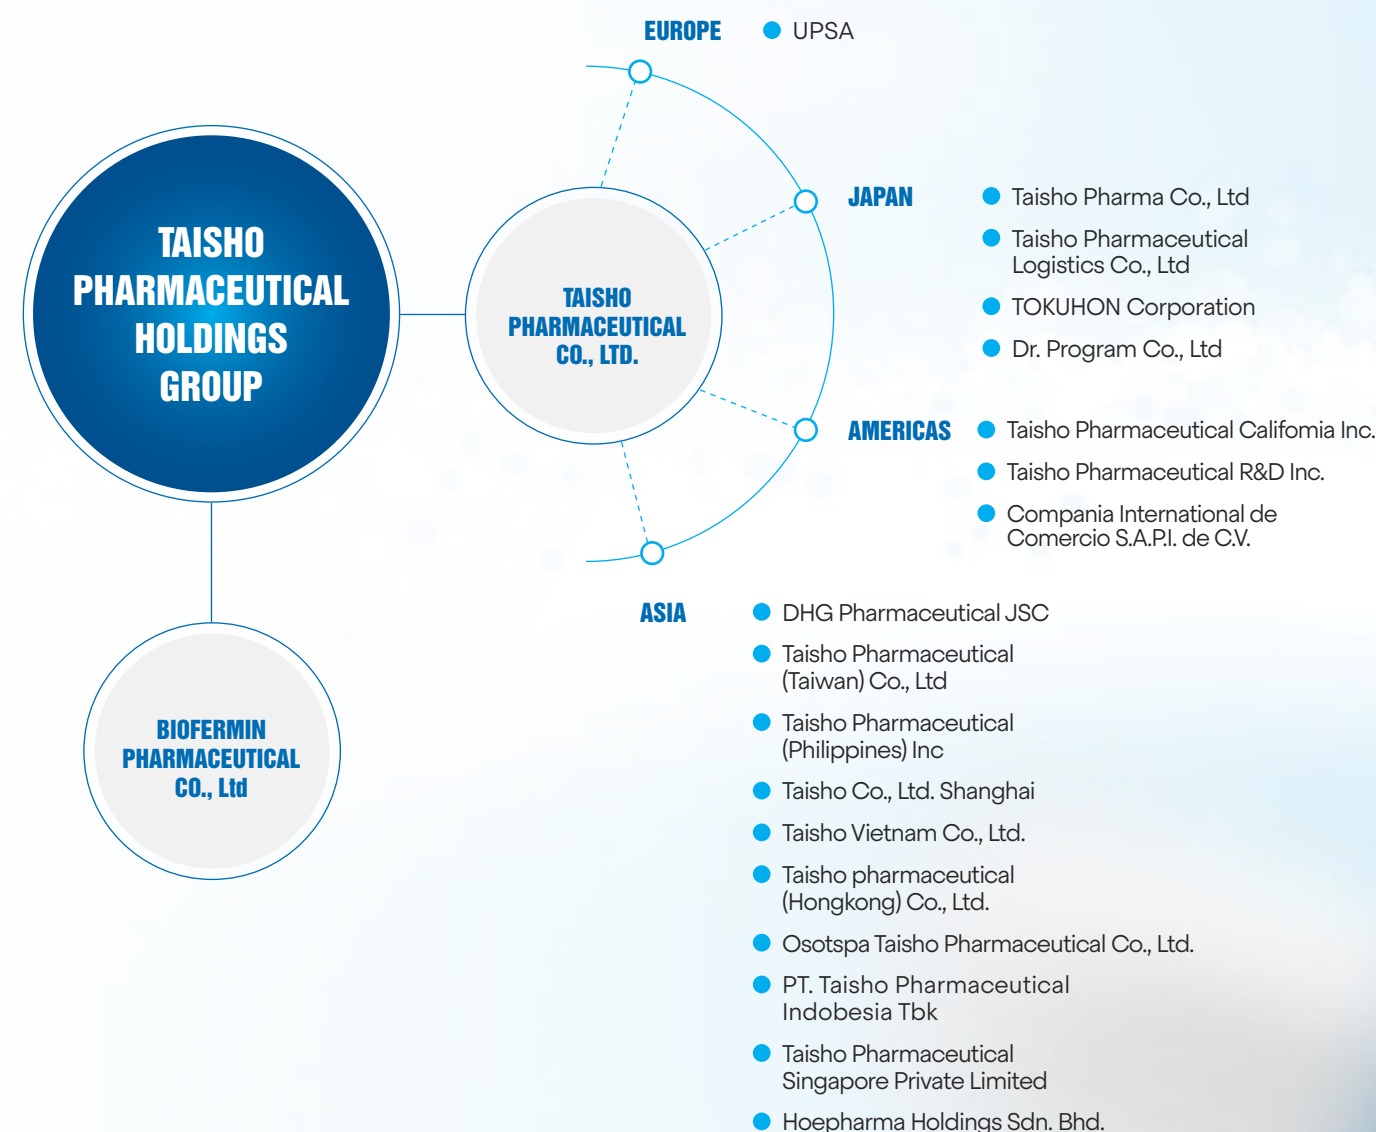 EUROPE
UPSA
TAISHO
PHARMACEUTICAL
HOLDINGS
GROUP
TAISHO
PHARMACEUTICAL
CO., LTD.
JAPAN
Taisho Pharma Co., Ltd
Taisho Pharmaceutical
Logistics Co., Ltd
TOKUHON Corporation
Dr. Program Co., Ltd
AMERICAS
Taisho Pharmaceutical Califomia Inc.
Taisho Pharmaceutical R&D Inc.
Compania International de
Comercio S.A.P.I. de C.V.
BIOFERMIN
PHARMACEUTICAL
CO., Ltd
ASIA
DHG Pharmaceutical JSC
Taisho Pharmaceutical
(Taiwan) Co., Ltd
Taisho Pharmaceutical
(Philippines) Inc
Taisho Co., Ltd. Shanghai
Taisho Vietnam Co., Ltd.
Taisho pharmaceutical
(Hongkong) Co., Ltd.
Osotspa Taisho Pharmaceutical Co., Ltd.
PT. Taisho Pharmaceutical
Indobesia Tbk
Taisho Pharmaceutical
Singapore Private Limited
Hoepharma Holdings Sdn. Bhd.